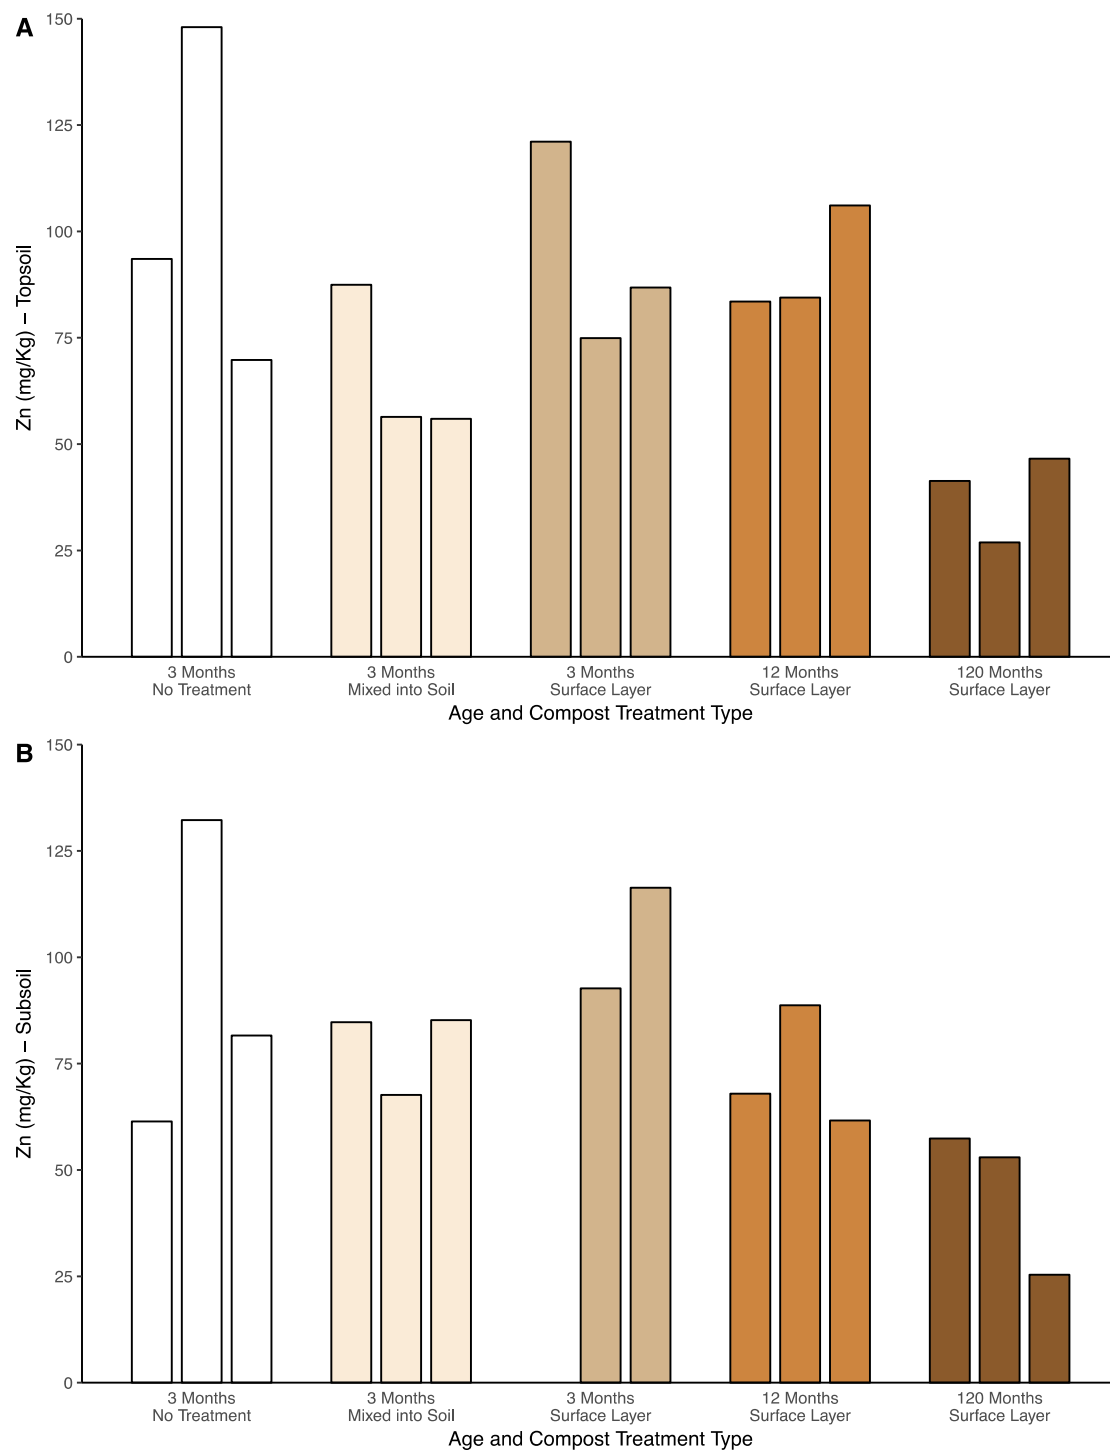 A
Zn (mg/Kg) – Topsoil
150
125
100
75
50
25
0
3 Months
No Treatment
3 Months
Mixed into Soil
3 Months
Surface Layer
12 Months
Surface Layer
120 Months
Surface Layer
Age and Compost Treatment Type
B
Zn (mg/Kg) – Subsoil
150
125
100
75
50
25
0
3 Months
No Treatment
3 Months
Mixed into Soil
3 Months
Surface Layer
12 Months
Surface Layer
120 Months
Surface Layer
Age and Compost Treatment Type